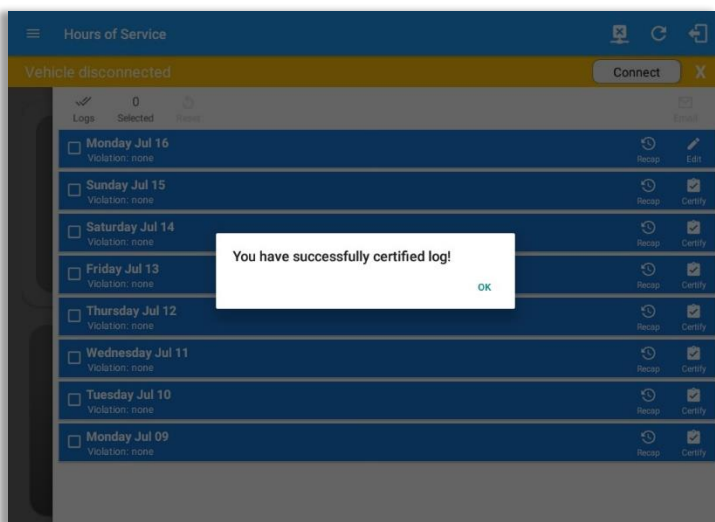 Hours of Service
Vehicle disconnected
Connect
X
Logs
0
Selected
Reset
Email
Monday Jul 16
Violation: none
Recap
Edit
Sunday Jul 15
Violation: none
Recap
Certify
Saturday Jul 14
Violation: none
Recap
Certify
You have successfully certified log!
OK
Friday Jul 13
Violation: none
Recap
Certify
Thursday Jul 12
Violation: none
Recap
Certify
Wednesday Jul 11
Violation: none
Recap
Certify
Tuesday Jul 10
Violation: none
Recap
Certify
Monday Jul 09
Violation: none
Recap
Certify